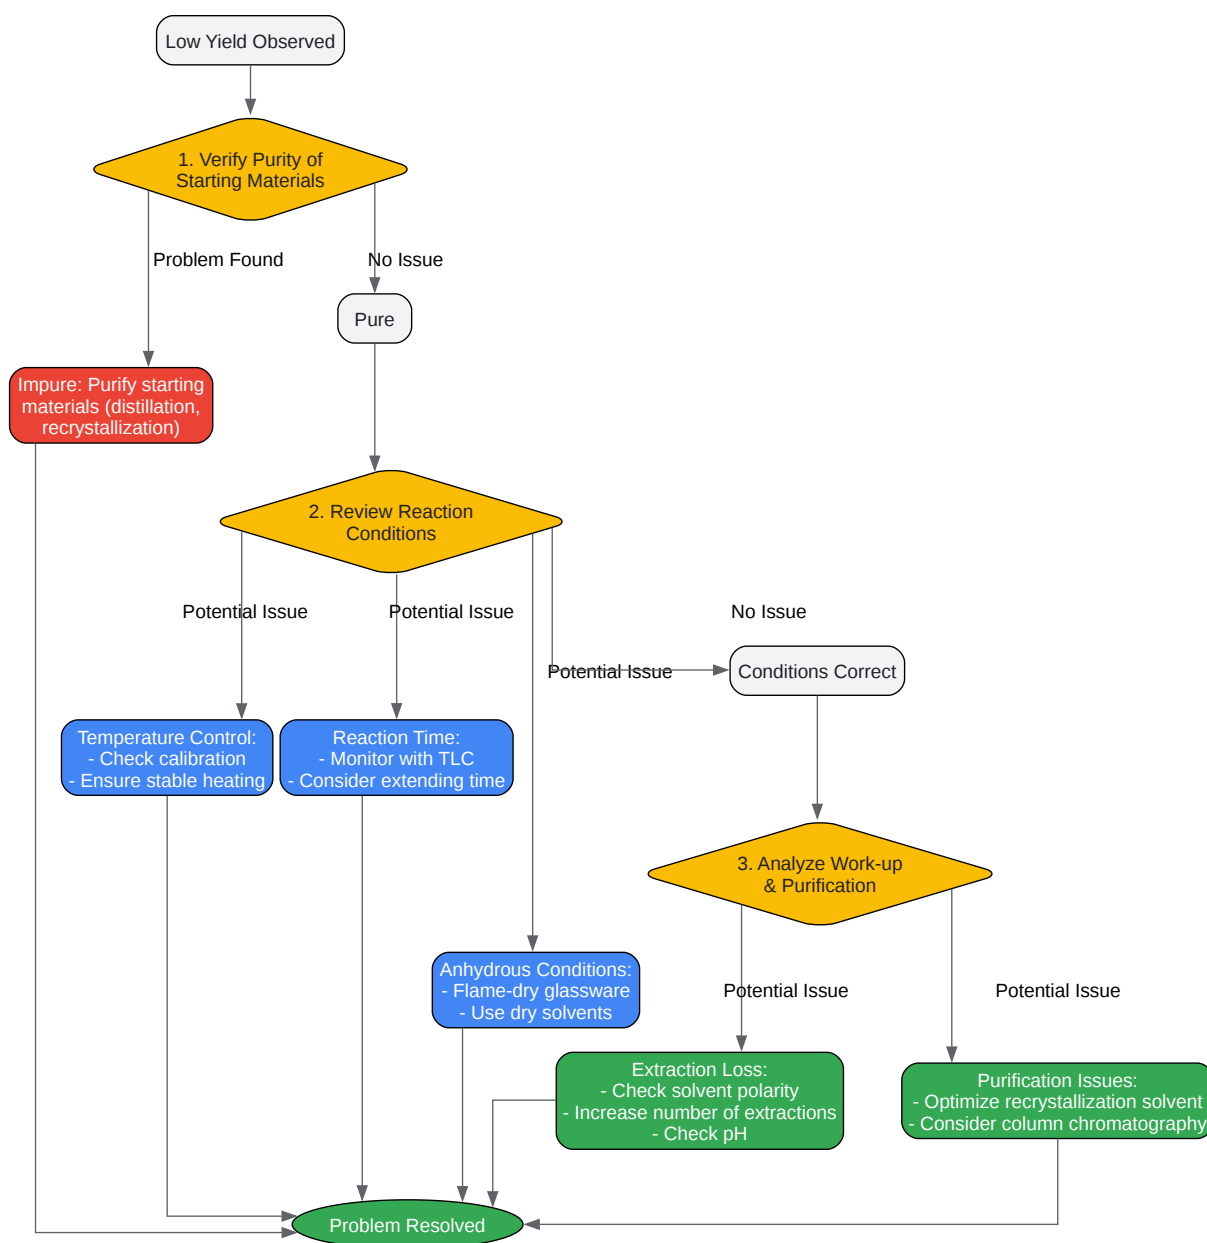 Low Yield Observed
1. Verify Purity of
Starting Materials
Problem Found
No Issue
Pure
Impure: Purify starting
materials (distillation,
recrystallization)
2. Review Reaction
Conditions
Potential Issue
Potential Issue
No Issue
Potential Issue
Conditions Correct
Temperature Control:
- Check calibration
- Ensure stable heating
Reaction Time:
- Monitor with TLC
- Consider extending time
3. Analyze Work-up
& Purification
Anhydrous Conditions:
- Flame-dry glassware
- Use dry solvents
Potential Issue
Potential Issue
Extraction Loss:
- Check solvent polarity
- Increase number of extractions
- Check pH
Purification Issues:
- Optimize recrystallization solvent
- Consider column chromatography
Problem Resolved